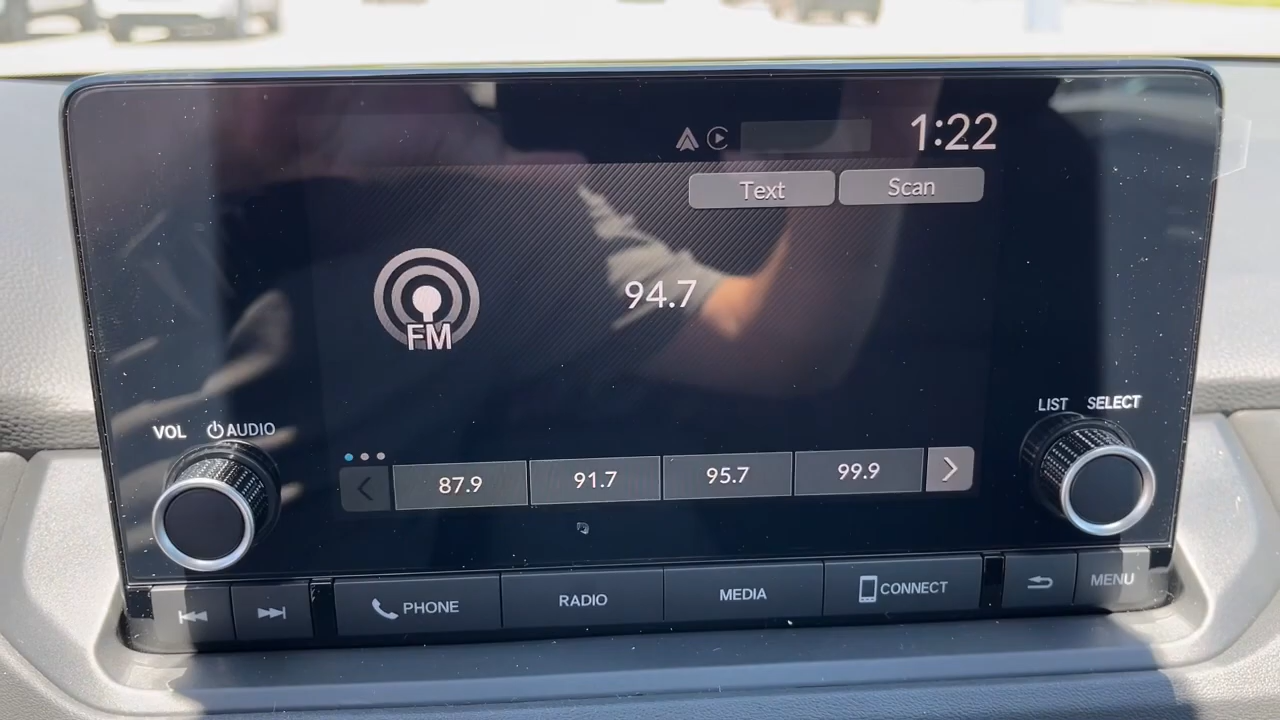 1:22
Text Scan
94.7
FM
VOL AUDIO
LIST SELECT
87.9 91.7 95.7 99.9
PHONE RADIO MEDIA CONNECT MENU